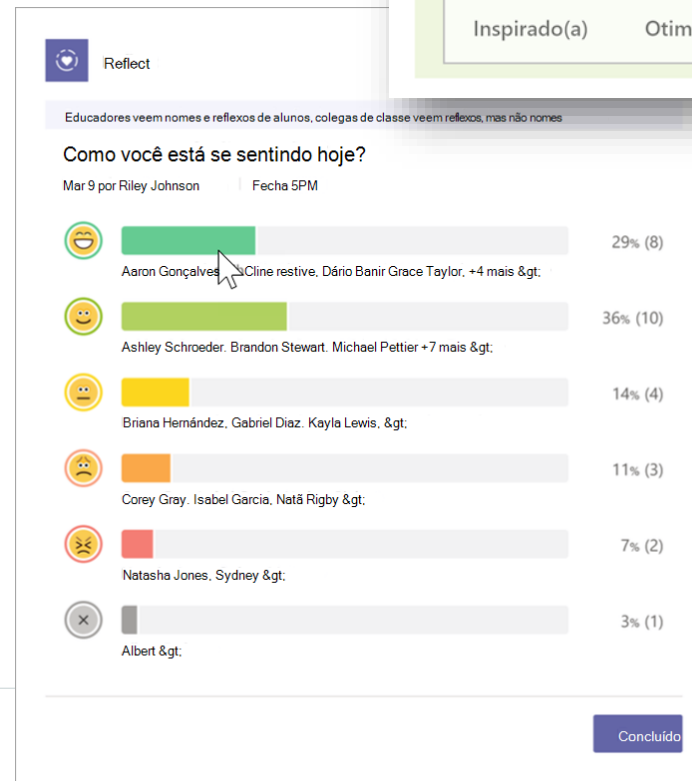 Inspirado(a) Otim
Reflect
Educadores veem nomes e reflexos de alunos, colegas de classe veem reflexos, mas não nomes
Como você está se sentindo hoje?
Mar 9 por Riley Johnson Fecha 5PM
29% (8)
Aaron Gonçalves Cline restive, Dário Banir Grace Taylor, +4 mais &gt;
36% (10)
Ashley Schroeder. Brandon Stewart. Michael Pettier +7 mais &gt;
14% (4)
Briana Hernández, Gabriel Diaz. Kayla Lewis, &gt;
11% (3)
Corey Gray. Isabel Garcia, Natã Rigby &gt;
7% (2)
Natasha Jones, Sydney &gt;
3% (1)
Albert &gt;
Concluído